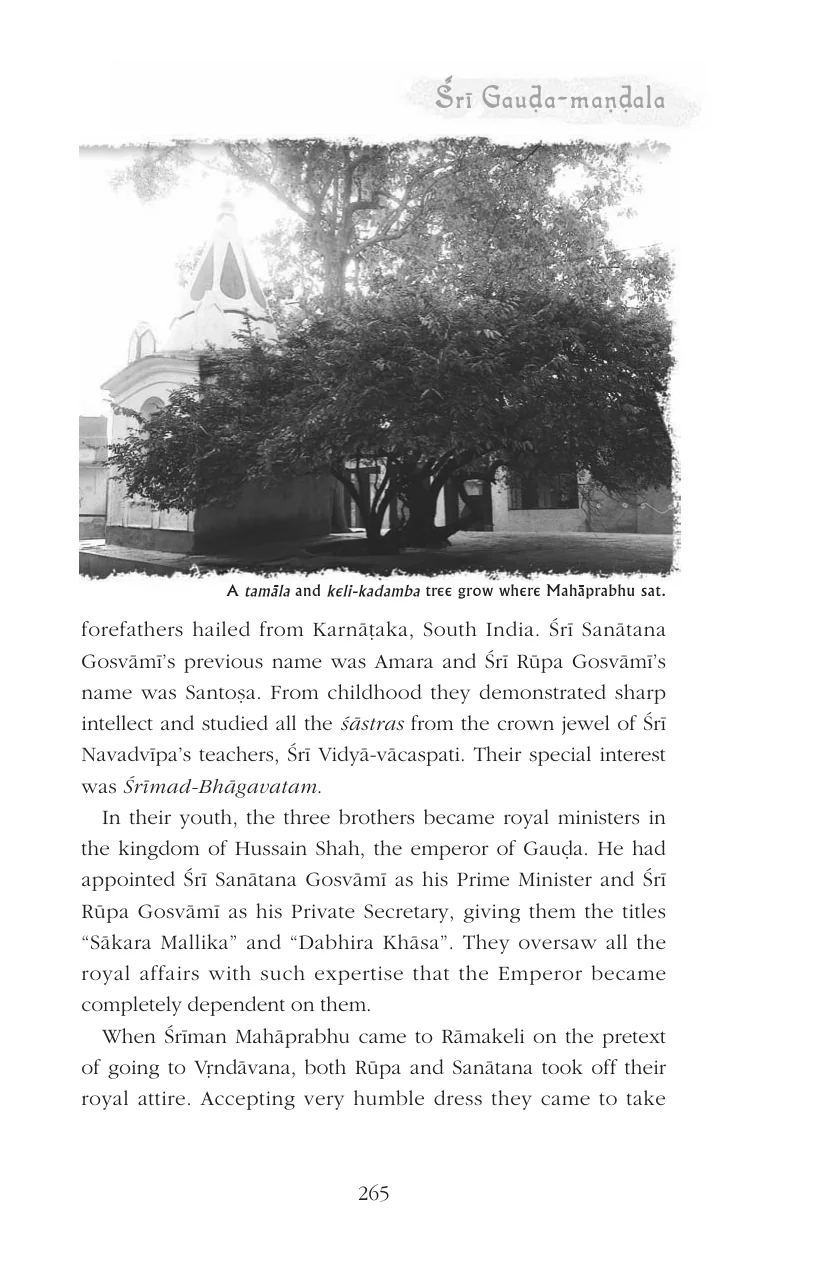 Śrī Gauḍa-maṇḍala
A tamāla and keli-kadamba tree grow where Mahāprabhu sat.
forefathers hailed from Karnāṭaka, South India. Śrī Sanātana
Gosvāmī’s previous name was Amara and Śrī Rūpa Gosvāmī’s
name was Santoṣa. From childhood they demonstrated sharp
intellect and studied all the śāstras from the crown jewel of Śrī
Navadvīpa’s teachers, Śrī Vidyā-vācaspati. Their special interest
was Śrīmad-Bhāgavatam.
In their youth, the three brothers became royal ministers in
the kingdom of Hussain Shah, the emperor of Gauḍa. He had
appointed Śrī Sanātana Gosvāmī as his Prime Minister and Śrī
Rūpa Gosvāmī as his Private Secretary, giving them the titles
“Sākara Mallika” and “Dabhira Khāsa”. They oversaw all the
royal affairs with such expertise that the Emperor became
completely dependent on them.
When Śrīman Mahāprabhu came to Rāmakeli on the pretext
of going to Vṛndāvana, both Rūpa and Sanātana took off their
royal attire. Accepting very humble dress they came to take
265